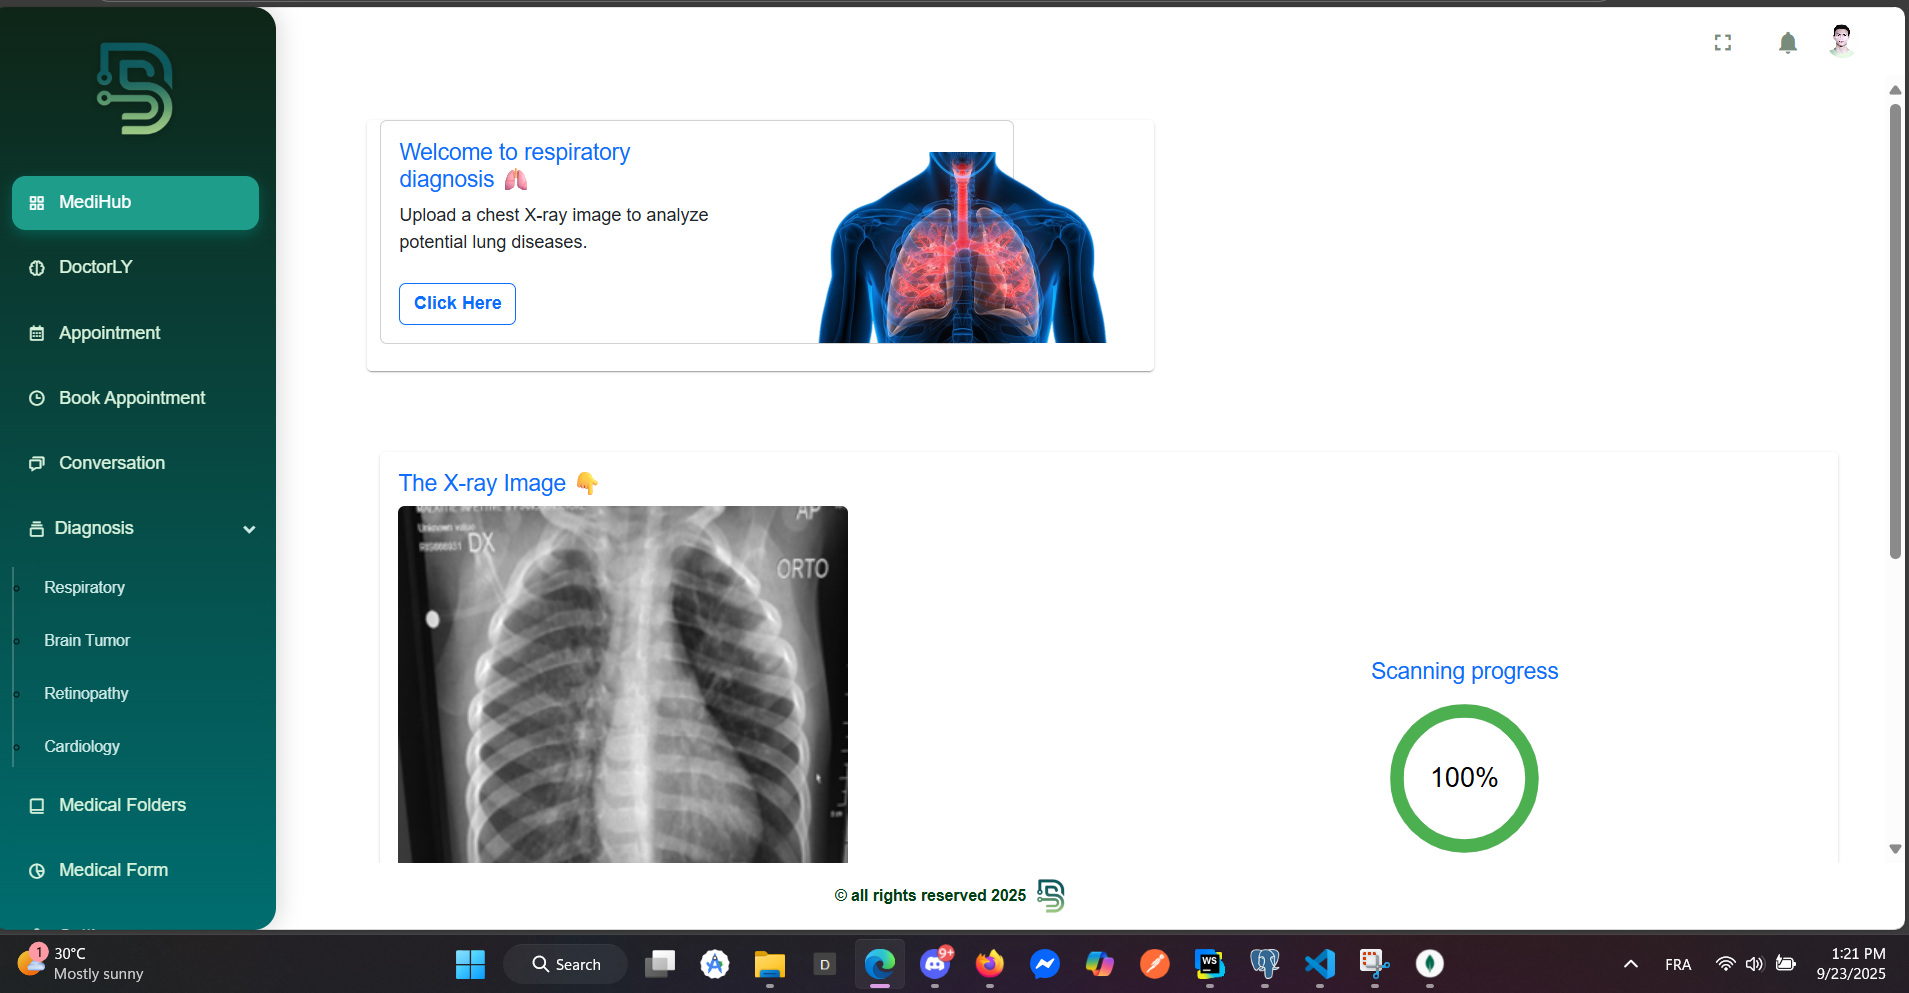 MediHub
DoctorLY
Appointment
Book Appointment
Conversation
Diagnosis
Respiratory
Brain Tumor
Retinopathy
Cardiology
Medical Folders
Medical Form
Welcome to respiratory
diagnosis
Upload a chest X-ray image to analyze
potential lung diseases.
Click Here
The X-ray Image
Unknown value
DX
AP
ORTO
Scanning progress
100%
© all rights reserved 2025
1
30°C
Mostly sunny
Search
D
9+
WS
FRA
1:21 PM
9/23/2025